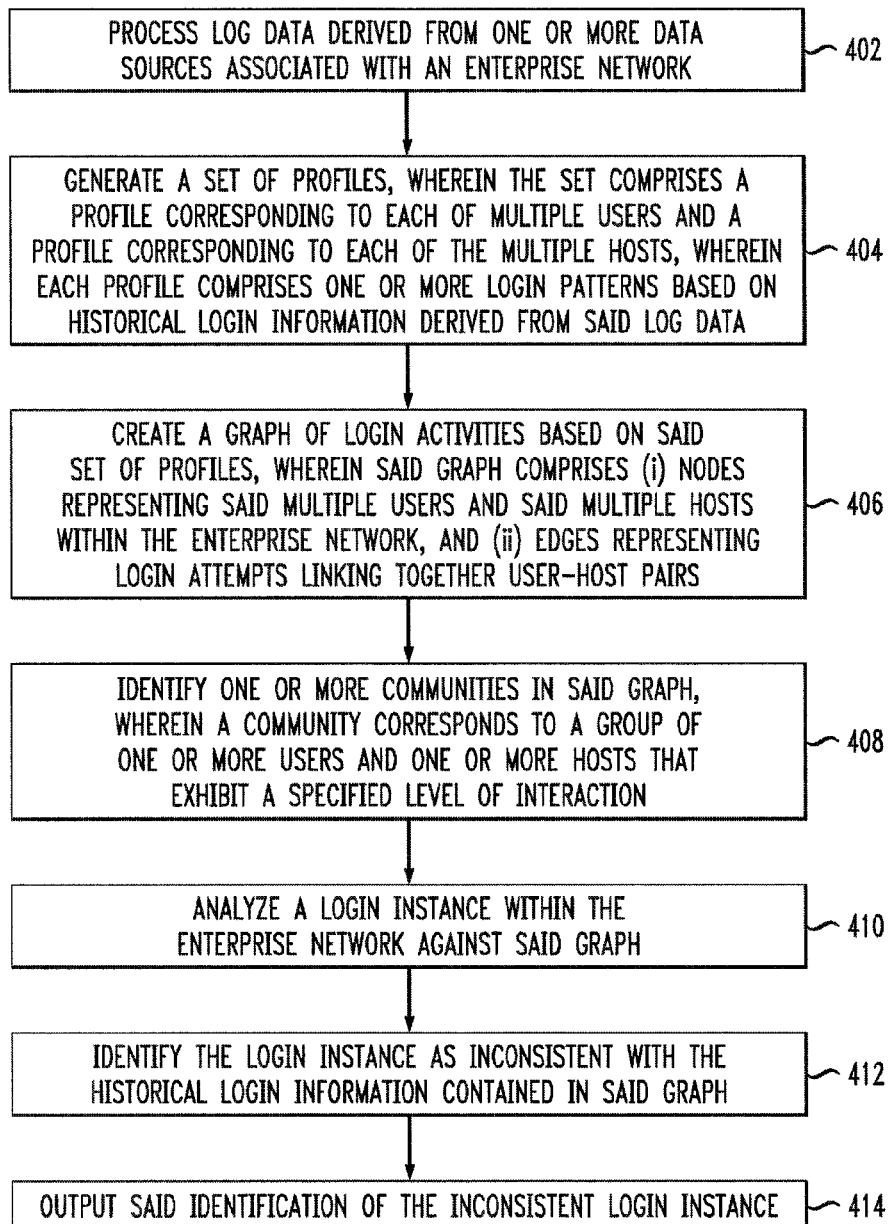 PROCESS LOG DATA DERIVED FROM ONE OR MORE DATA
SOURCES ASSOCIATED WITH AN ENTERPRISE NETWORK
402
GENERATE A SET OF PROFILES, WHEREIN THE SET COMPRISES A
PROFILE CORRESPONDING TO EACH OF MULTIPLE USERS AND A
PROFILE CORRESPONDING TO EACH OF THE MULTIPLE HOSTS, WHEREIN
EACH PROFILE COMPRISES ONE OR MORE LOGIN PATTERNS BASED ON
HISTORICAL LOGIN INFORMATION DERIVED FROM SAID LOG DATA
404
CREATE A GRAPH OF LOGIN ACTIVITIES BASED ON SAID
SET OF PROFILES, WHEREIN SAID GRAPH COMPRISES (i) NODES
REPRESENTING SAID MULTIPLE USERS AND SAID MULTIPLE HOSTS
WITHIN THE ENTERPRISE NETWORK, AND (ii) EDGES REPRESENTING
LOGIN ATTEMPTS LINKING TOGETHER USER-HOST PAIRS
406
IDENTIFY ONE OR MORE COMMUNITIES IN SAID GRAPH,
WHEREIN A COMMUNITY CORRESPONDS TO A GROUP OF
ONE OR MORE USERS AND ONE OR MORE HOSTS THAT
EXHIBIT A SPECIFIED LEVEL OF INTERACTION
408
ANALYZE A LOGIN INSTANCE WITHIN THE
ENTERPRISE NETWORK AGAINST SAID GRAPH
410
IDENTIFY THE LOGIN INSTANCE AS INCONSISTENT WITH THE
HISTORICAL LOGIN INFORMATION CONTAINED IN SAID GRAPH
412
OUTPUT SAID IDENTIFICATION OF THE INCONSISTENT LOGIN INSTANCE
414